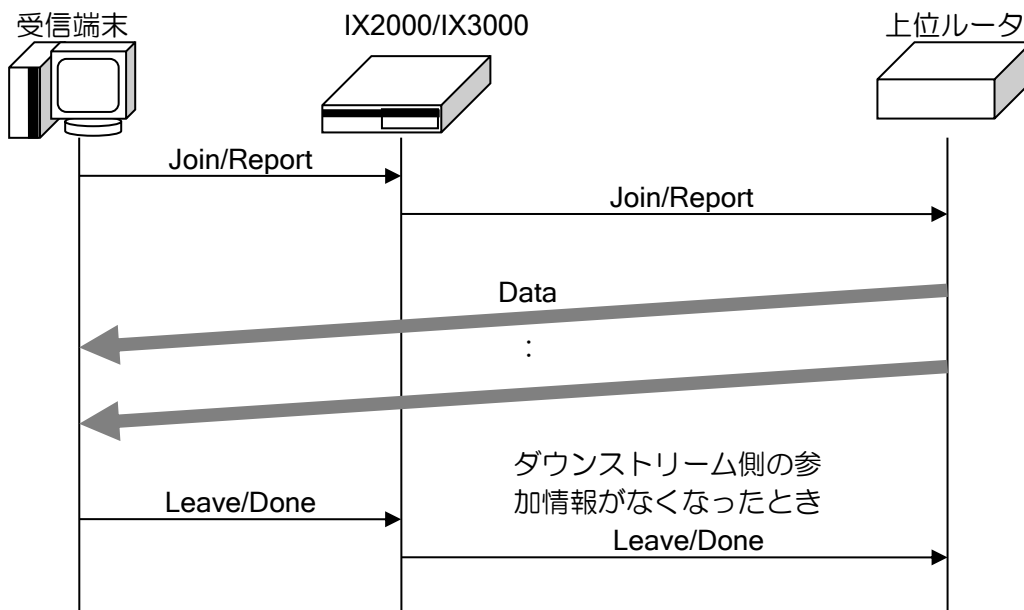 受信端末
IX2000/IX3000
上位ルータ
Join/Report
Join/Report
Data
:
ダウンストリーム側の参
加情報がなくなったとき
Leave/Done
Leave/Done